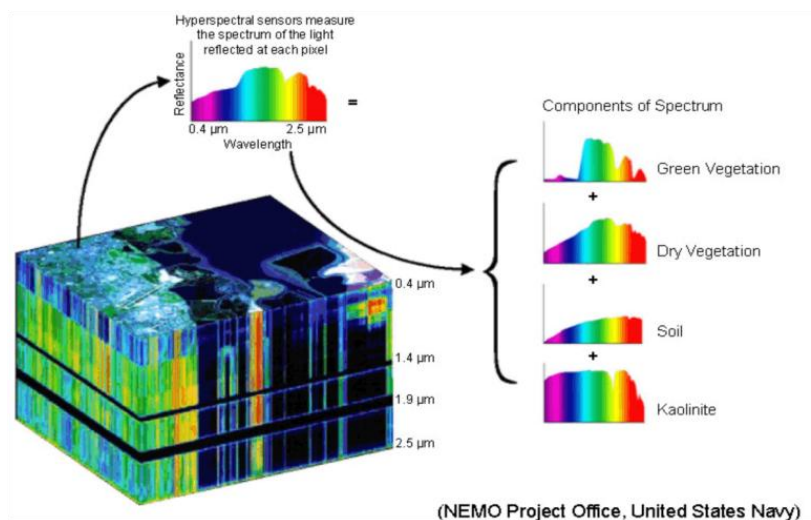 Hyperspectral sensors measure
the spectrum of the light
reflected at each pixel
Reflectance
0.4 µm
2.5 µm
Wavelength
=
Components of Spectrum
Green Vegetation
+
Dry Vegetation
+
Soil
+
Kaolinite
0.4 µm
1.4 µm
1.9 µm
2.5 µm
(NEMO Project Office, United States Navy)